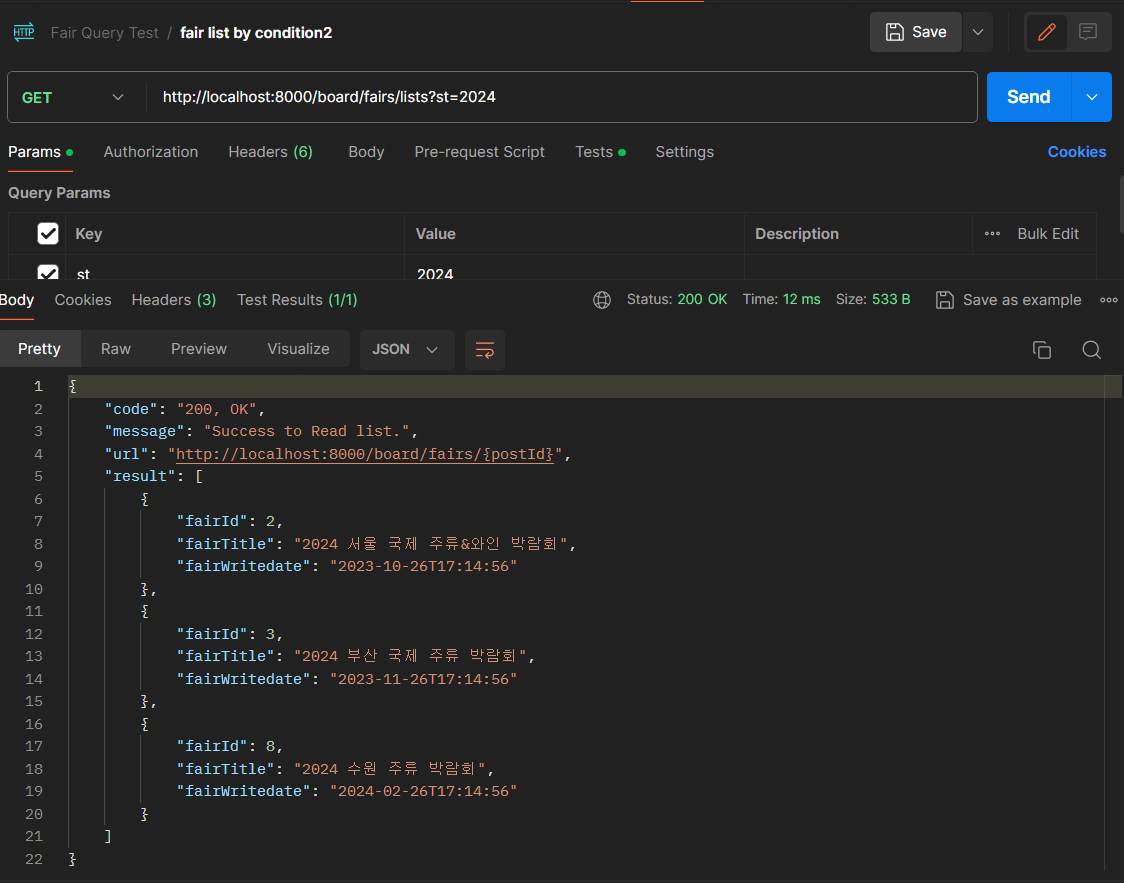 HTTP Fair Query Test / fair list by condition2 Save
GET http://localhost:8000/board/fairs/lists?st=2024 Send
Params Authorization Headers (6) Body Pre-request Script Tests Settings Cookies
Query Params
Key Value Description Bulk Edit
st 2024
Body Cookies Headers (3) Test Results (1/1) Status: 200 OK Time: 12 ms Size: 533 B Save as example
Pretty Raw Preview Visualize JSON
1 {
2 "code": "200, OK",
3 "message": "Success to Read list.",
4 "url": "http://localhost:8000/board/fairs/{postId}",
5 "result": [
6 {
7 "fairId": 2,
8 "fairTitle": "2024 서울 국제 주류&와인 박람회",
9 "fairWritedate": "2023-10-26T17:14:56"
10 },
11 {
12 "fairId": 3,
13 "fairTitle": "2024 부산 국제 주류 박람회",
14 "fairWritedate": "2023-11-26T17:14:56"
15 },
16 {
17 "fairId": 8,
18 "fairTitle": "2024 수원 주류 박람회",
19 "fairWritedate": "2024-02-26T17:14:56"
20 }
21 ]
22 }